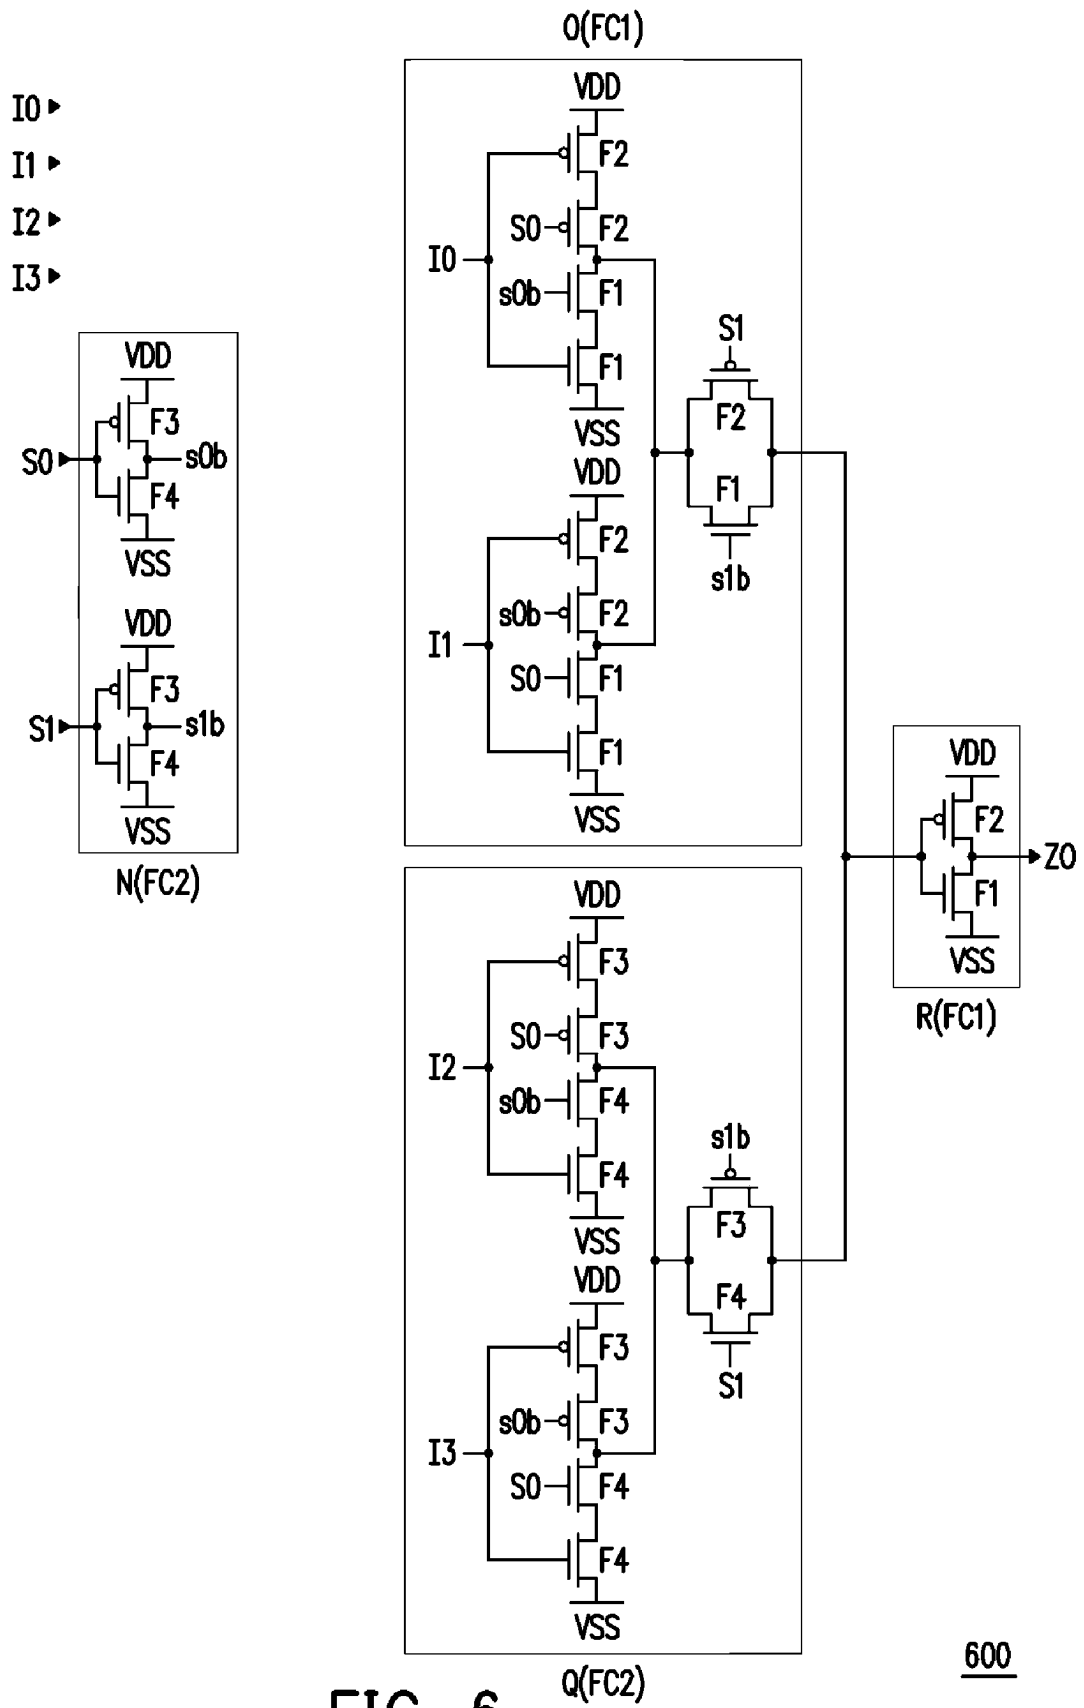 O(FC1)
I0
I1
I2
I3
VDD
F3
S0
s0b
F4
VSS
VDD
F3
S1
s1b
F4
VSS
N(FC2)
VDD
F2
S0
F2
I0
s0b
F1
F1
VSS
VDD
F2
s0b
F2
I1
S0
F1
F1
VSS
S1
F2
F1
s1b
VDD
F3
S0
F3
I2
s0b
F4
F4
VSS
VDD
F3
s0b
F3
I3
S0
F4
F4
VSS
s1b
F3
F4
S1
Q(FC2)
VDD
F2
Z0
F1
VSS
R(FC1)
600
FIG. 6